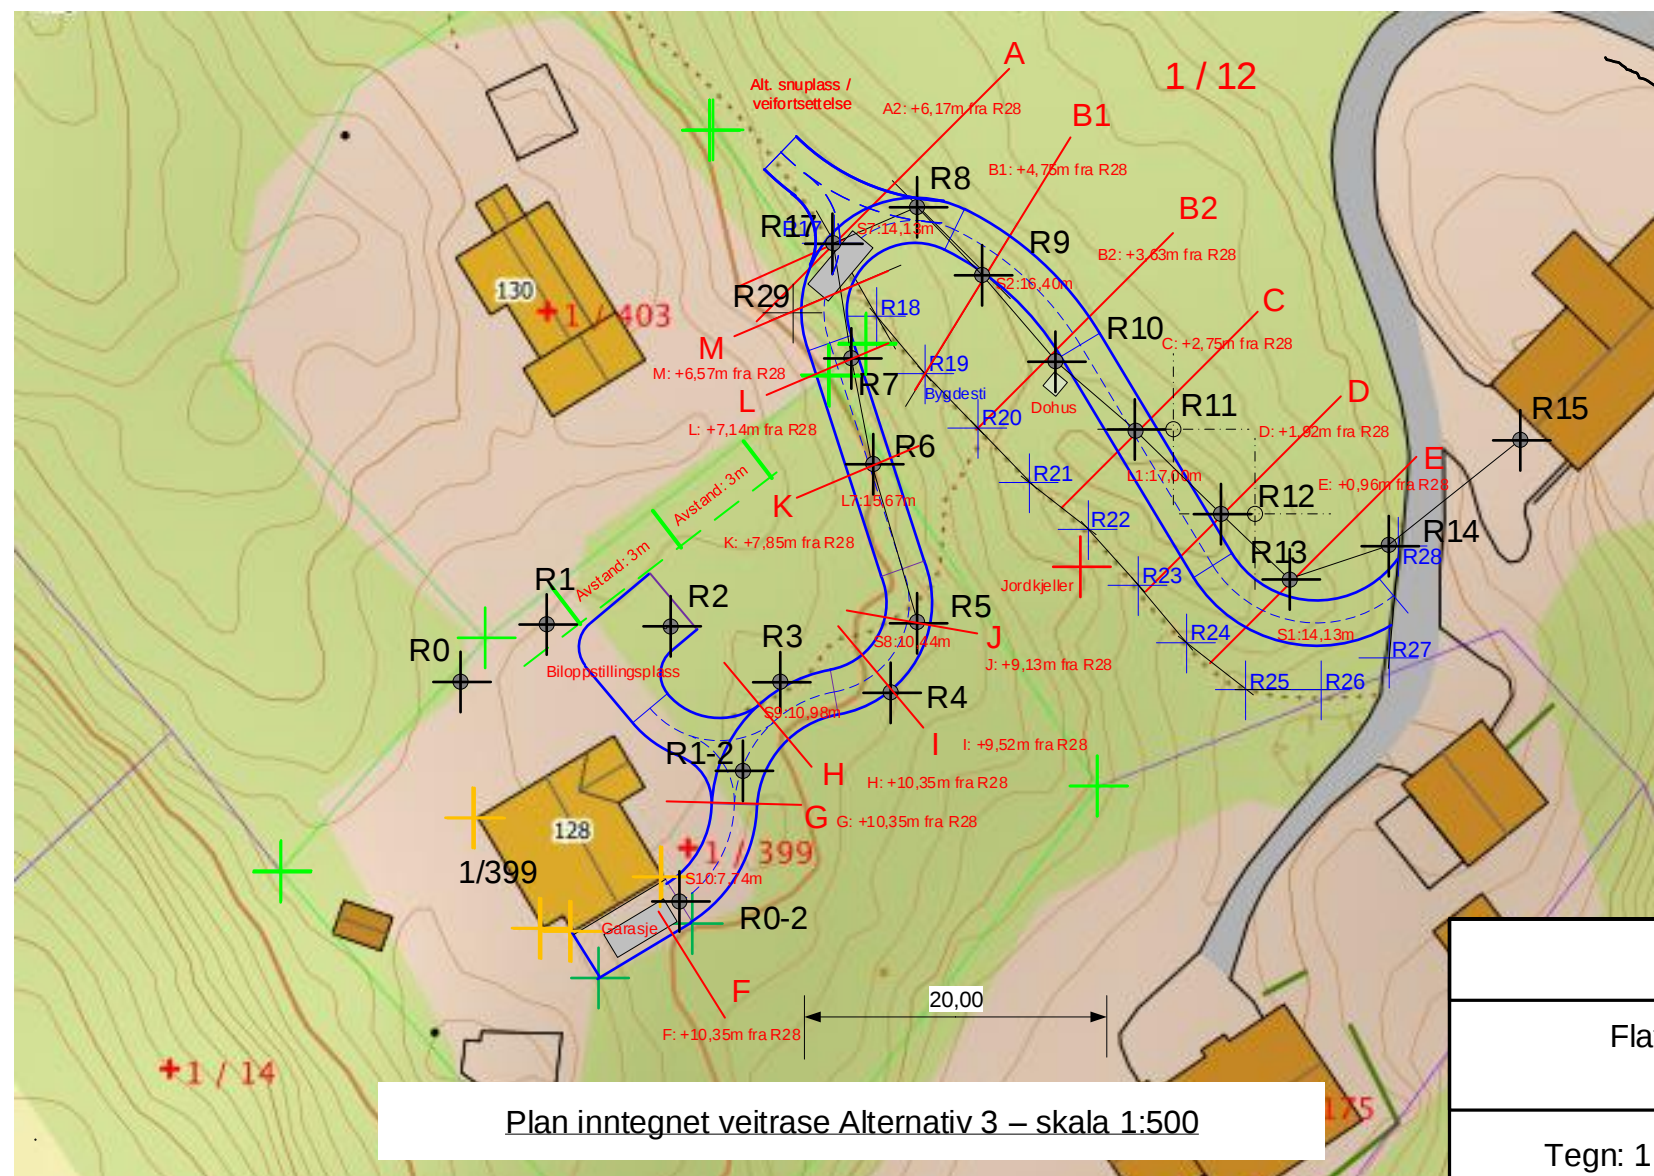 A
1 / 12
Alt. snuplass /
veifortsettelse
A2: +6,17m fra R28
B1
B1: +4,75m fra R28
R8
B2
R17
R17
S7:14,13m
R9
B2: +3,63m fra R28
130
1 / 403
R29
S2:16,40m
C
R18
R10
C: +2,75m fra R28
M
M: +6,57m fra R28
R19
R7
Bygdesti
D
L
R20
Dohus
R11
R15
L: +7,14m fra R28
D: +1,92m fra R28
R6
E
Avstand: 3m
R21
L1:17,00m
E: +0,96m fra R28
K
L7:15,67m
R12
R22
K: +7,85m fra R28
R14
R13
R28
Avstand: 3m
R1
R23
Jordkjeller
R2
R5
R0
R3
J
S8:10,44m
R24
S1:14,13m
R27
J: +9,13m fra R28
Biloppstillingsplass
R25
R26
R4
S9:10,98m
I
I: +9,52m fra R28
R1-2
H
H: +10,35m fra R28
G
G: +10,35m fra R28
128
1/399
1 / 399
S10:7,74m
R0-2
Garasje
F
20,00
F: +10,35m fra R28
Fla
1 / 14
175
Plan inntegnet veitrase Alternativ 3 – skala 1:500
Tegn: 1